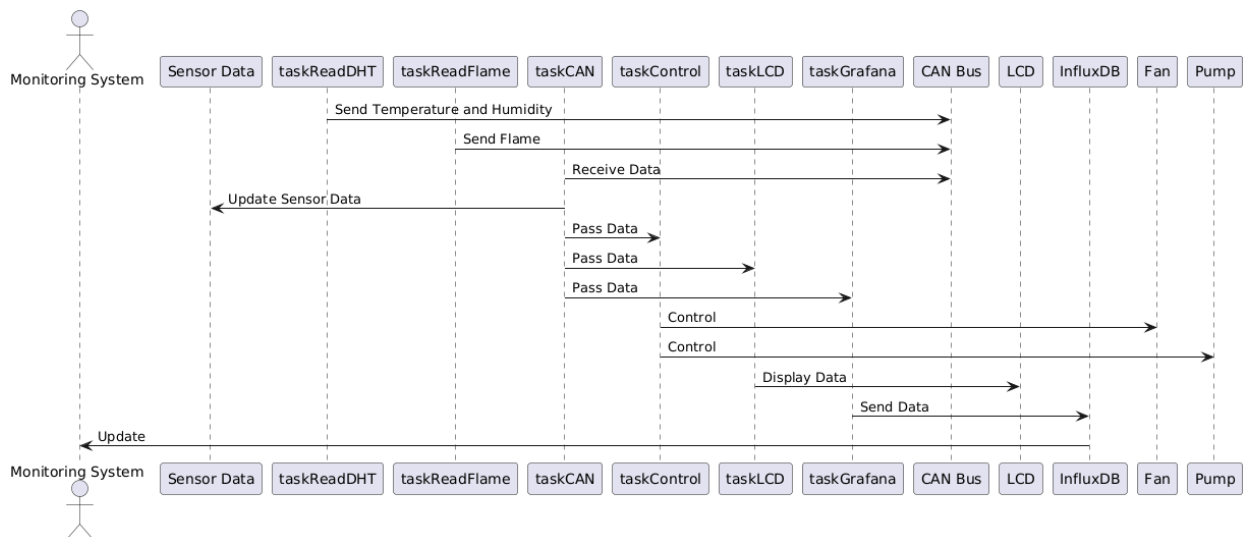 Monitoring System
Sensor Data
taskReadDHT
taskReadFlame
taskCAN
taskControl
taskLCD
taskGrafana
CAN Bus
LCD
InfluxDB
Fan
Pump
Send Temperature and Humidity
Send Flame
Receive Data
Update Sensor Data
Pass Data
Pass Data
Pass Data
Control
Control
Display Data
Send Data
Update
Monitoring System
Sensor Data
taskReadDHT
taskReadFlame
taskCAN
taskControl
taskLCD
taskGrafana
CAN Bus
LCD
InfluxDB
Fan
Pump